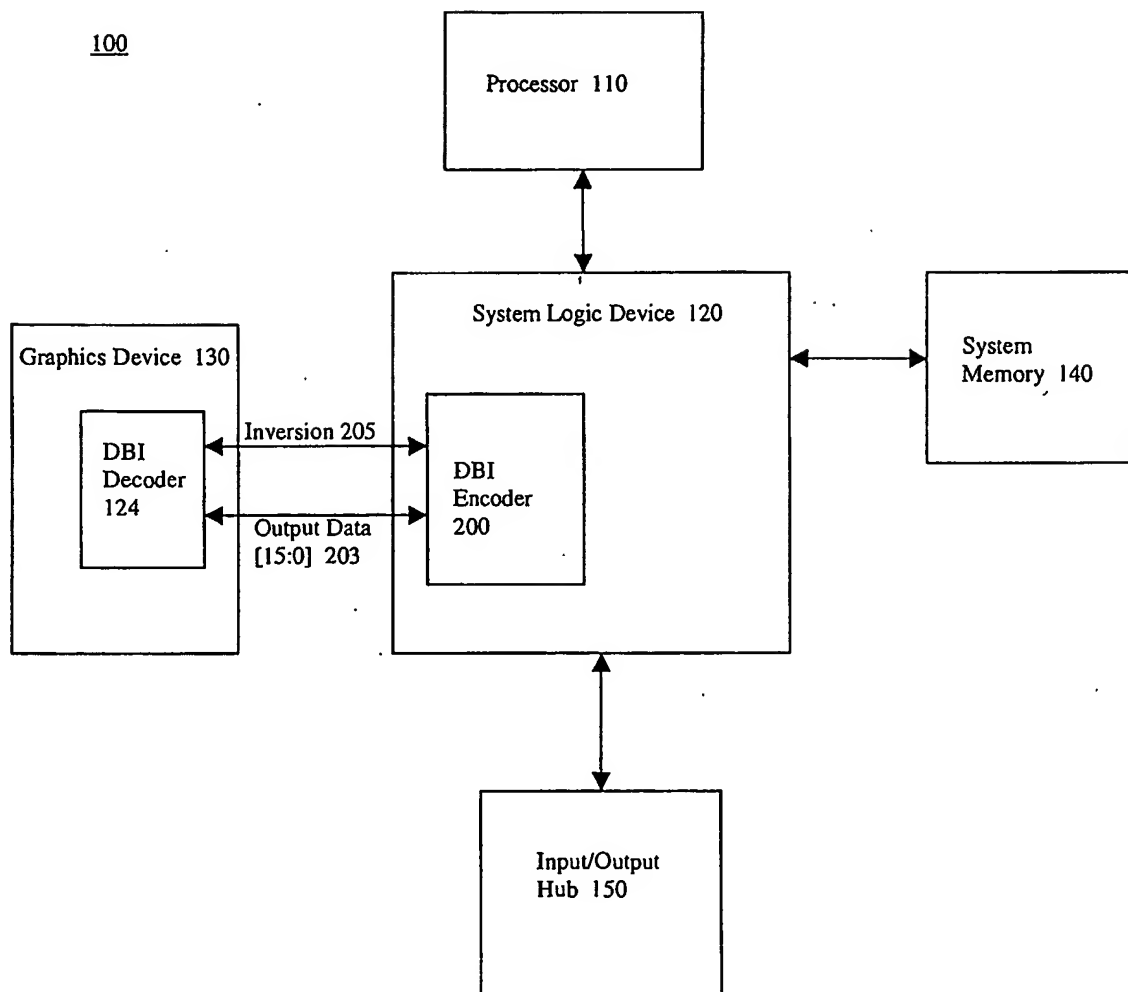 100
Processor 110
System Logic Device 120
Graphics Device 130
System
Memory 140
Inversion 205
DBI
Decoder
124
DBI
Encoder
200
Output Data
[15:0] 203
Input/Output
Hub 150